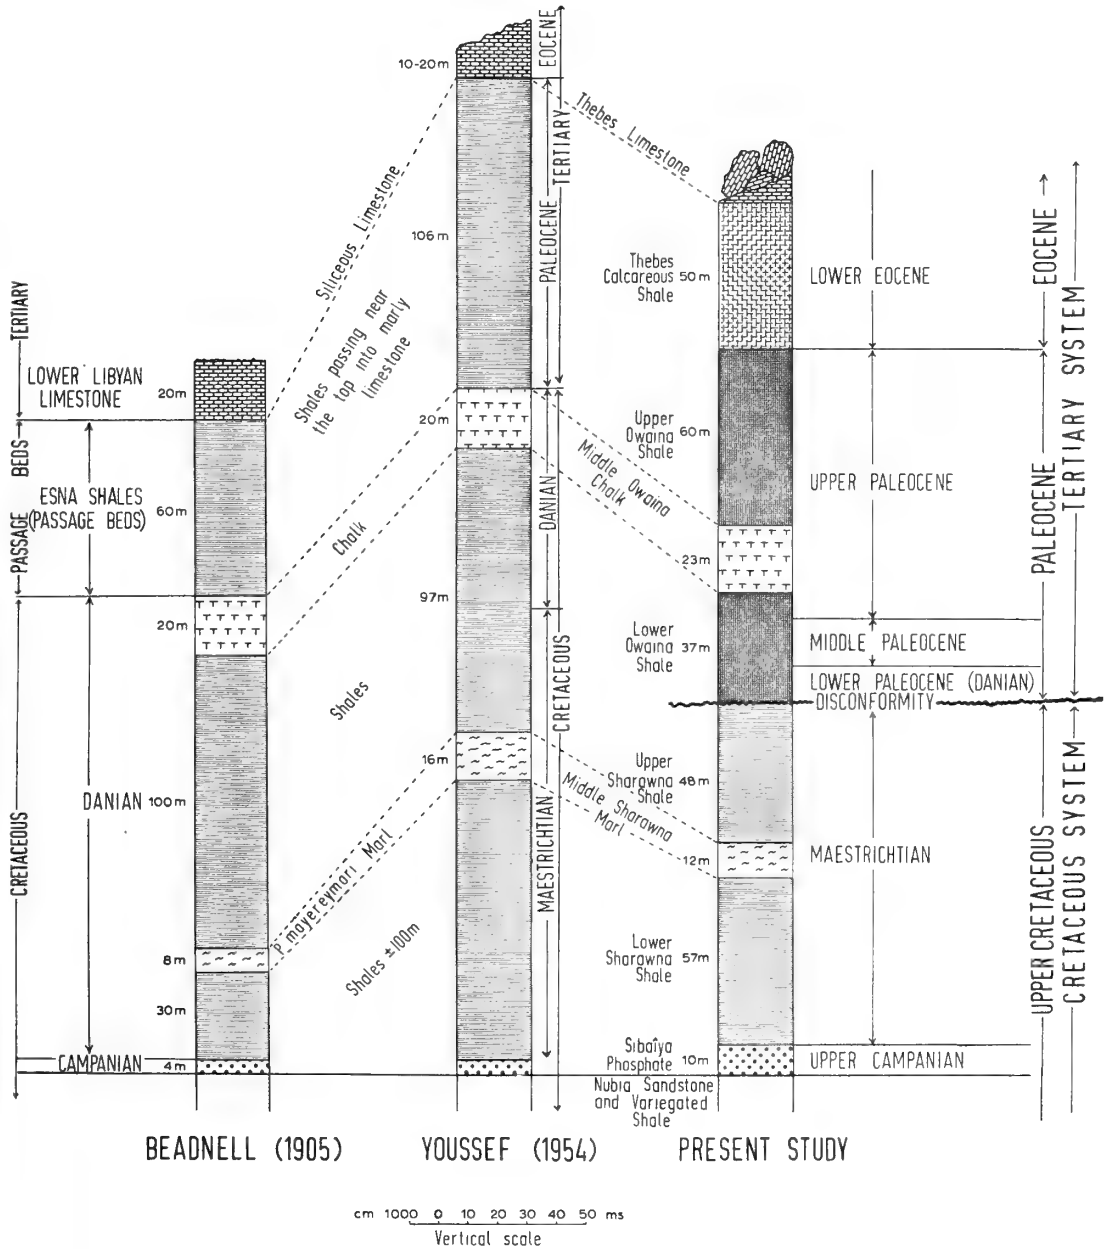 EOCENE
10-20m
TERTIARY
PALEOCENE
106m
20m
DANIAN
97m
CRETACEOUS
16m
MAESTRICHTIAN
Siliceous Limestone
Shales passing near
the top into marly
limestone
Chalk
Shales
P mayereymari Marl
Shales ±100m
TERTIARY
LOWER LIBYAN
LIMESTONE
20m
PASSAGE BEDS
ESNA SHALES
(PASSAGE BEDS)
60m
20m
CRETACEOUS
DANIAN
100m
8m
30m
CAMPANIAN
4m
Thebes Limestone
Thebes
Calcareous
Shale
50m
LOWER EOCENE
EOCENE
TERTIARY SYSTEM
Upper
Owaina
Shale
60m
UPPER PALEOCENE
PALEOCENE
Middle Owaina
Chalk
23m
Lower
Owaina
Shale
37m
MIDDLE PALEOCENE
LOWER PALEOCENE (DANIAN)
DISCONFORMITY
Upper
Sharawna
Shale
48m
Middle Sharawna
Marl
12m
MAESTRICHTIAN
UPPER CRETACEOUS
CRETACEOUS SYSTEM
Lower
Sharawna
Shale
57m
Sibaîya
Phosphate
10m
UPPER CAMPANIAN
Nubia Sandstone
and Variegated
Shale
BEADNELL (1905)
YOUSSEF (1954)
PRESENT STUDY
cm 1000 0 10 20 30 40 50 ms
Vertical scale